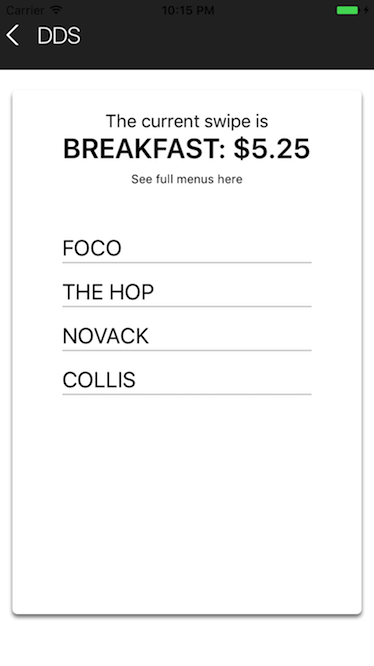 Carrier 10:15 PM
DDS
The current swipe is
BREAKFAST: $5.25
See full menus here
FOCO
THE HOP
NOVACK
COLLIS